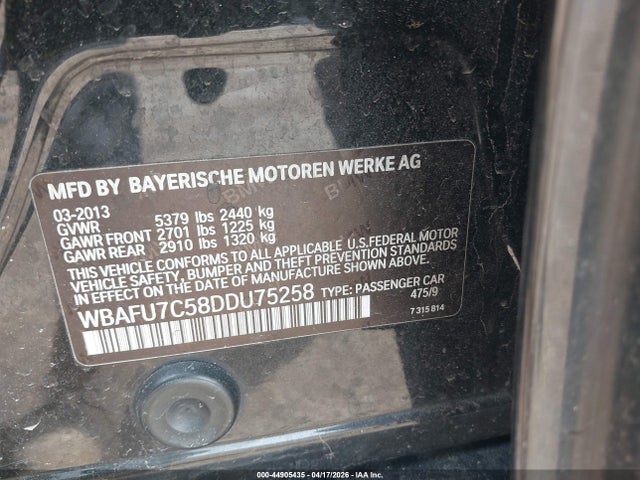 MFD BY BAYERISCHE MOTOREN WERKE AG
03-2013
GVWR 5379 lbs 2440 kg
GAWR FRONT 2701 lbs 1225 kg
GAWR REAR 2910 lbs 1320 kg
THIS VEHICLE CONFORMS TO ALL APPLICABLE U.S.FEDERAL MOTOR
VEHICLE SAFETY, BUMPER AND THEFT PREVENTION STANDARDS
IN EFFECT ON THE DATE OF MANUFACTURE SHOWN ABOVE.
WBAFU7C58DDU75258 TYPE: PASSENGER CAR
475/9
7 315 814
000-44905435 - 04/17/2026 - IAA Inc.